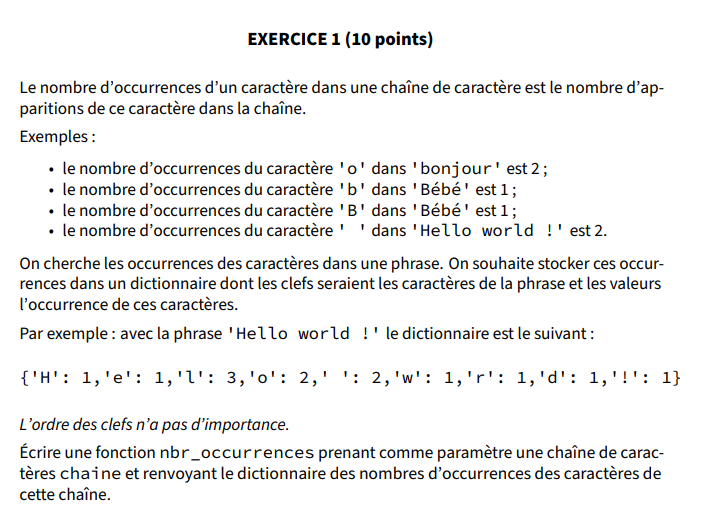 EXERCICE 1 (10 points)
Le nombre d'occurrences d'un caractère dans une chaîne de caractère est le nombre d'ap-
paritions de ce caractère dans la chaîne.
Exemples :
• le nombre d'occurrences du caractère 'o' dans 'bonjour' est 2 ;
• le nombre d'occurrences du caractère 'b' dans 'Bébé' est 1 ;
• le nombre d'occurrences du caractère 'B' dans 'Bébé' est 1 ;
• le nombre d'occurrences du caractère ' ' dans 'Hello world !' est 2.
On cherche les occurrences des caractères dans une phrase. On souhaite stocker ces occur-
rences dans un dictionnaire dont les clefs seraient les caractères de la phrase et les valeurs
l'occurrence de ces caractères.
Par exemple : avec la phrase 'Hello world !' le dictionnaire est le suivant :
{'H': 1,'e': 1,'l': 3,'o': 2,' ': 2,'w': 1,'r': 1,'d': 1,'!': 1}
L'ordre des clefs n'a pas d'importance.
Écrire une fonction nbr_occurrences prenant comme paramètre une chaîne de carac-
tères chaine et renvoyant le dictionnaire des nombres d'occurrences des caractères de
cette chaîne.